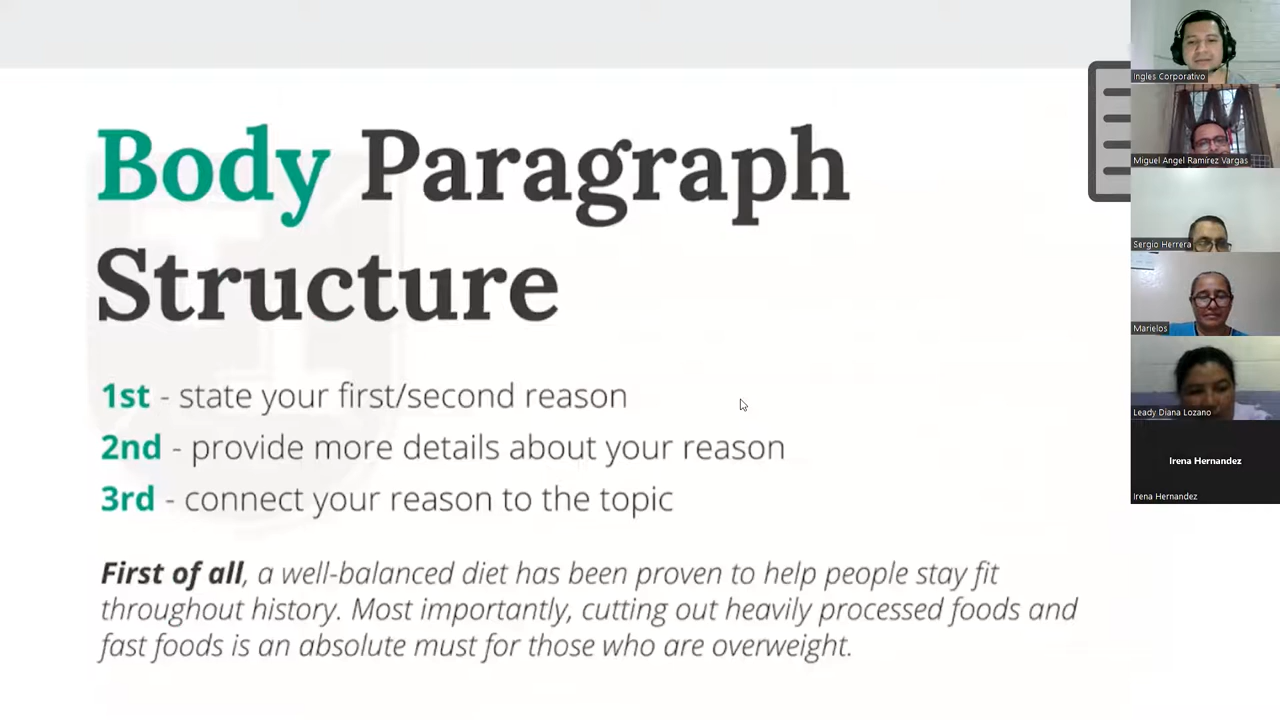 Body Paragraph
Structure
1st - state your first/second reason
2nd - provide more details about your reason
3rd - connect your reason to the topic
First of all, a well-balanced diet has been proven to help people stay fit
throughout history. Most importantly, cutting out heavily processed foods and
fast foods is an absolute must for those who are overweight.
Ingles Corporativo
Miguel Angel Ramírez Vargas
Sergio Herrera
Marielos
Leady Diana Lozano
Irena Hernandez
Irena Hernandez